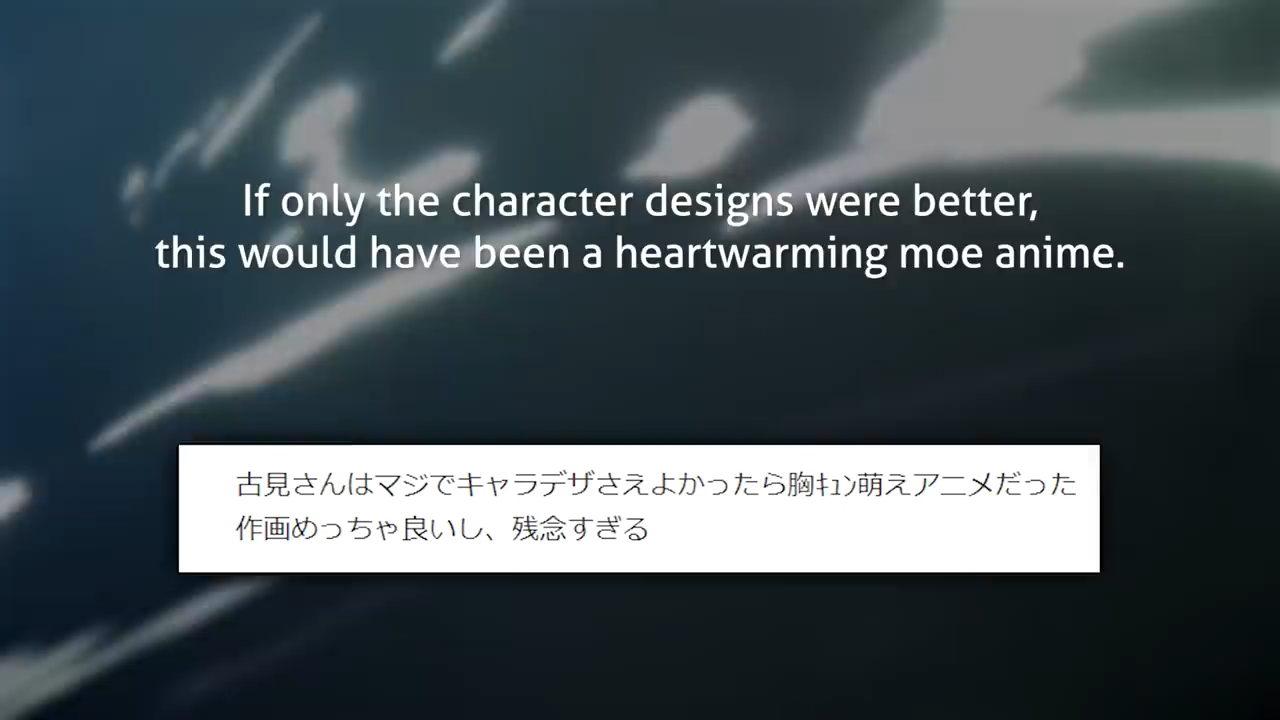 If only the character designs were better,
this would have been a heartwarming moe anime.
古見さんはマジでキャラデザさえよかったら胸ｷｭﾝ萌えアニメだった
作画めっちゃ良いし、残念すぎる